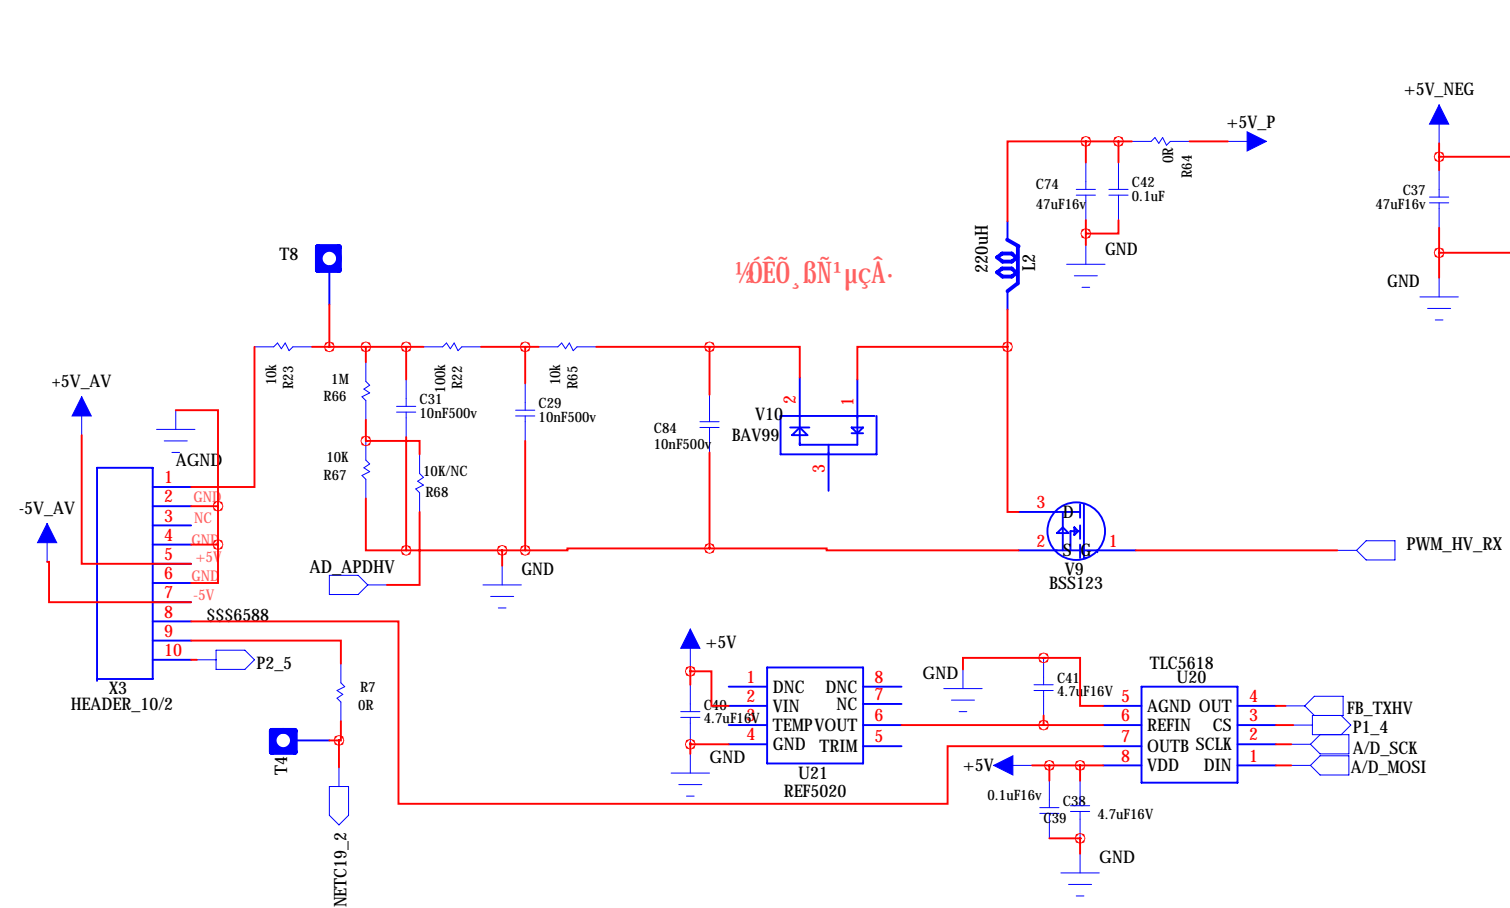 +5V_NEG
+5V_P
0R
R64
C74
47uF16v
C42
0.1uF
C37
47uF16v
GND
GND
220uH
L2
T8
½ÓÊÕ¸ßÑ¹µçÂ·
10k
R23
1M
R66
C31
10nF500v
100k
R22
10k
R65
C29
10nF500v
C84
10nF500v
V10
BAV99
2
1
3
+5V_AV
AGND
-5V_AV
10K
R67
10K/NC
R68
AD_APDHV
GND
1
2
3
4
5
6
7
8
9
10
GND
NC
GND
+5V
GND
-5V
SSS6588
P2_5
X3
HEADER_10/2
R7
0R
T4
NETC19_2
3
D
2
S
G
1
V9
BSS123
PWM_HV_RX
+5V
C40
4.7uF16V
GND
1
2
3
4
DNC
VIN
TEMP
GND
DNC
NC
VOUT
TRIM
8
7
6
5
U21
REF5020
GND
C41
4.7uF16V
TLC5618
U20
5
6
7
8
AGND
REFIN
OUTB
VDD
OUT
CS
SCLK
DIN
4
3
2
1
FB_TXHV
P1_4
A/D_SCK
A/D_MOSI
+5V
0.1uF16v
C39
C38
4.7uF16V
GND